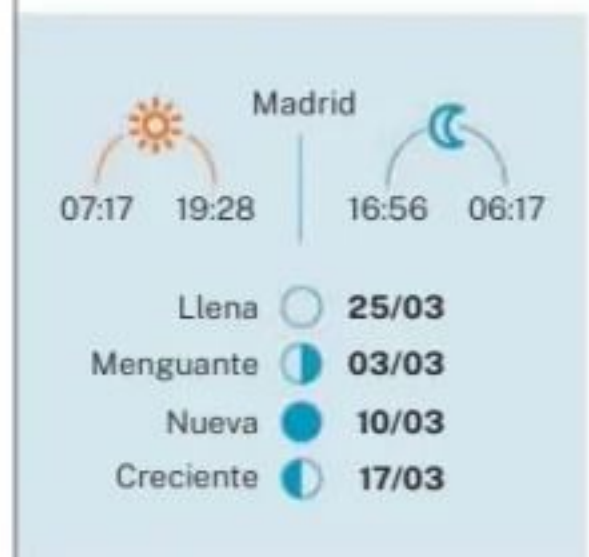 Madrid
07:17 19:28 16:56 06:17
Llena 25/03
Menguante 03/03
Nueva 10/03
Creciente 17/03